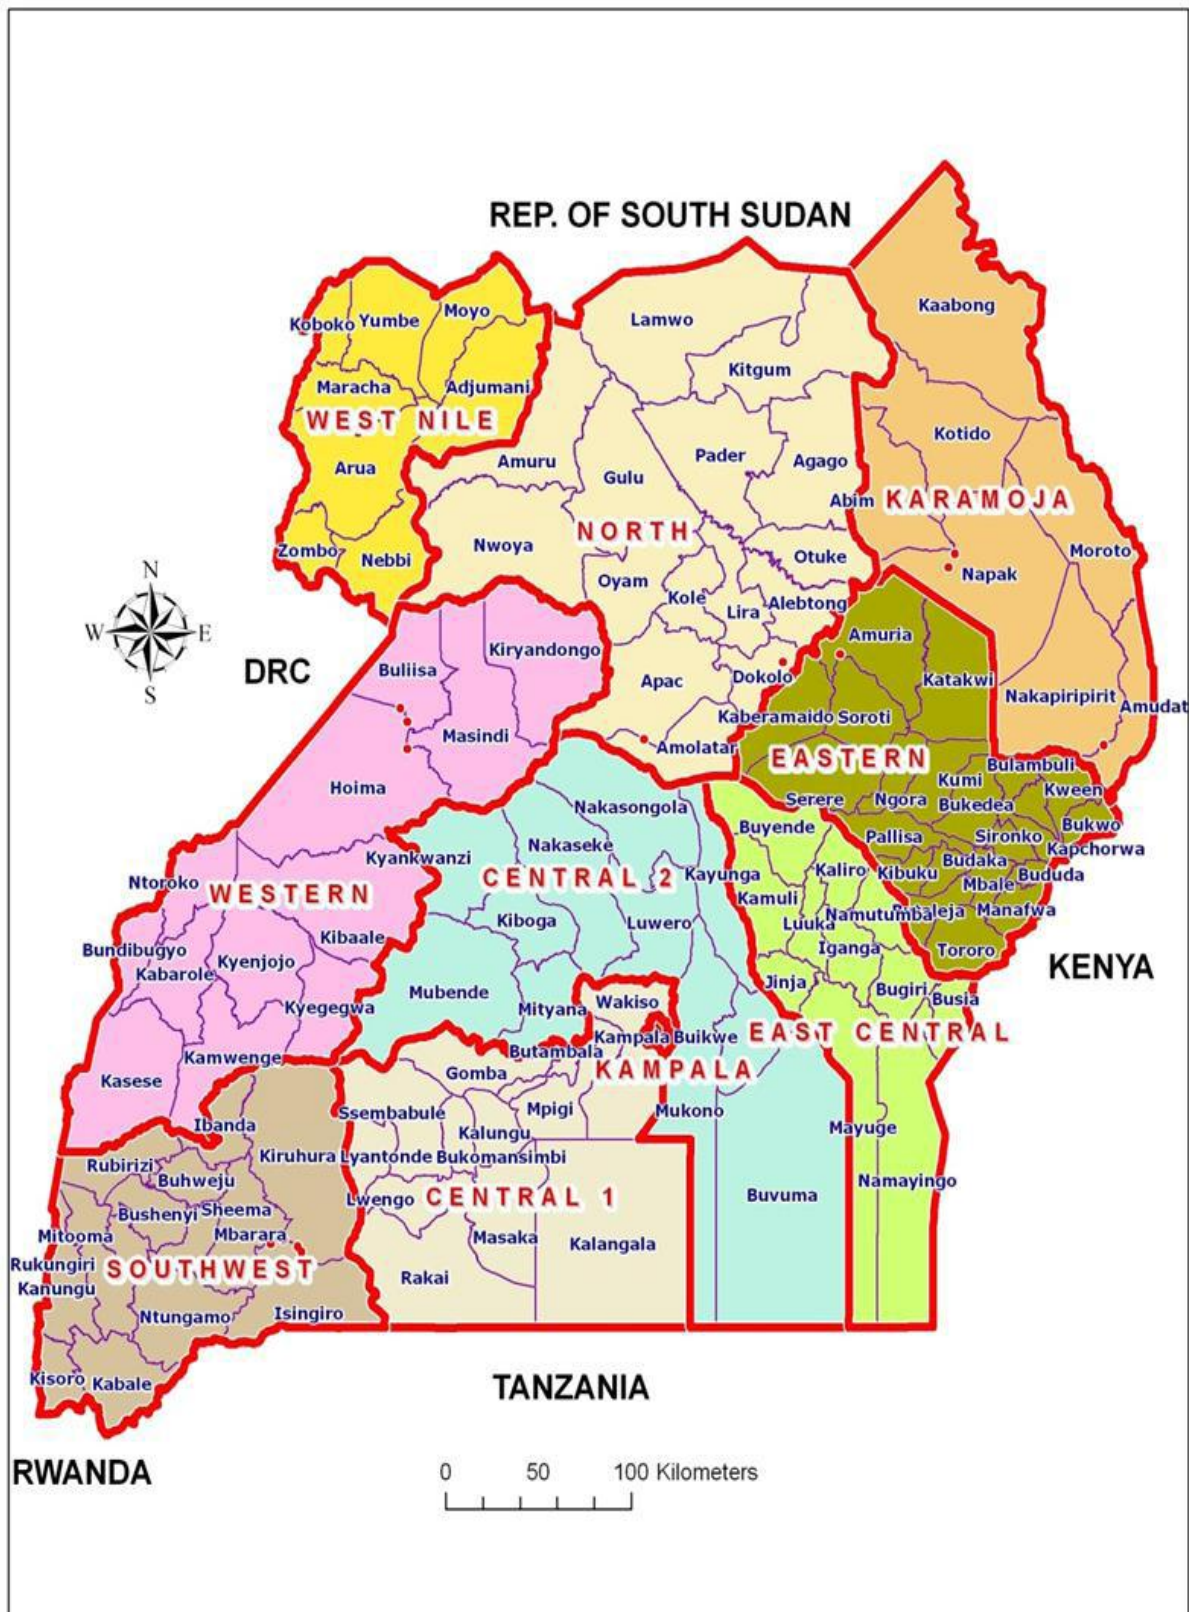 REP. OF SOUTH SUDAN
Kaabong
Moyo
Koboko
Yumbe
Lamwo
Kitgum
Maracha
Adjumani
WEST NILE
Kotido
Pader
Agago
Amuru
Arua
Gulu
Abim
KARAMOJA
NORTH
Nwoya
Zombo
Nebbi
Otuke
Moroto
Napak
N
W
E
S
Oyam
Kole
Lira
Alebtong
Amuria
Kiryandongo
DRC
Buliisa
Apac
Dokolo
Katakwi
Nakapiripirit
Amudat
Kaberamaido
Soroti
Masindi
Amolatar
EASTERN
Bulambuli
Kumi
Kween
Hoima
Nakasongola
Serere
Ngora
Bukedea
Bukwo
Buyende
Pallisa
Sironko
Kapchorwa
Nakaseke
Kyankwanzi
Budaka
Kaliro
Kibuku
Bududa
Kayunga
CENTRAL 2
Mbale
Ntoroko
WESTERN
Kamuli
Namutumba
Manafwa
Kiboga
Luwero
Luuka
Iganga
Tororo
Kibaale
Bundibugyo
Kyenjojo
Kabarole
KENYA
Jinja
Bugiri
Busia
Mubende
Mityana
Wakiso
Kyegegwa
Kampala
Buikwe
EAST CENTRAL
Butambala
Kamwenge
Gomba
KAMPALA
Kasese
Mpigi
Mukono
Ssembabule
Ibanda
Kalungu
Mayuge
Kiruhura
Lyantonde
Bukomansimbi
Rubirizi
Buhweju
Namayingo
Lwengo
CENTRAL 1
Buvuma
Bushenyi
Sheema
Mitooma
Mbarara
Masaka
Kalangala
Rukungiri
SOUTHWEST
Rakai
Kanungu
Ntungamo
Isingiro
Kisoro
Kabale
TANZANIA
RWANDA
0 50 100 Kilometers